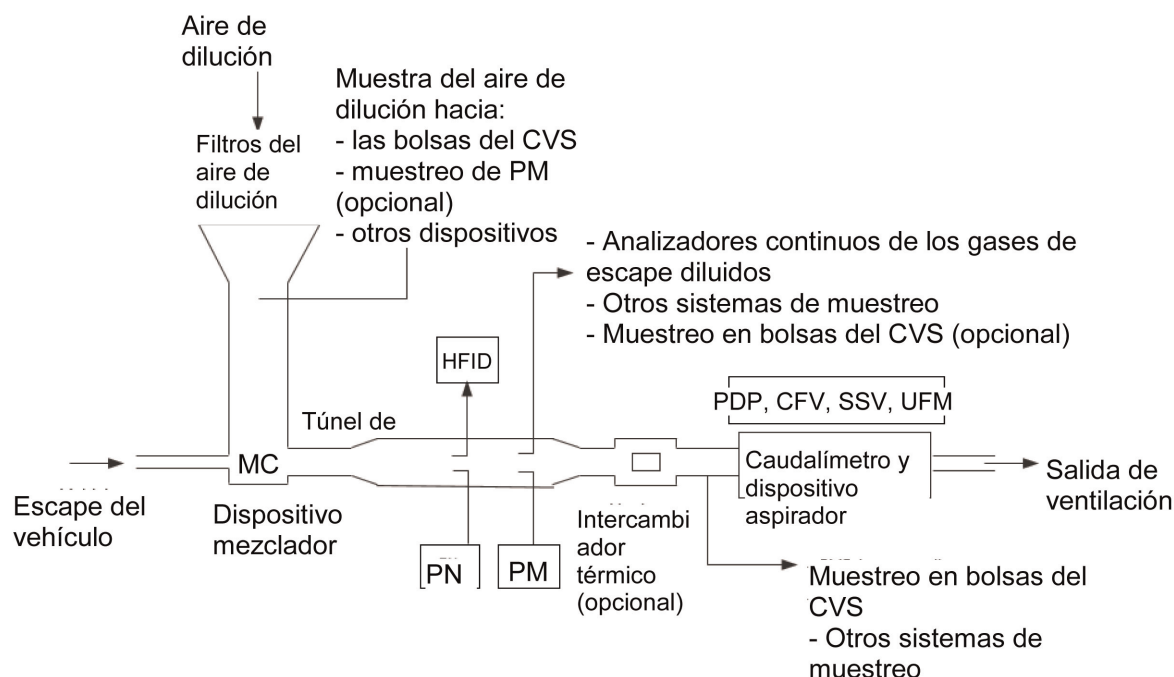 Aire de
dilución
Filtros del
aire de
dilución
Muestra del aire de
dilución hacia:
- las bolsas del CVS
- muestreo de PM
(opcional)
- otros dispositivos
- Analizadores continuos de los gases de
escape diluidos
- Otros sistemas de muestreo
- Muestreo en bolsas del CVS (opcional)
HFID
PDP, CFV, SSV, UFM
Túnel de
MC
Escape del
vehículo
Dispositivo
mezclador
PN
PM
Intercambi
ador
térmico
(opcional)
Caudalímetro y
dispositivo
aspirador
Salida de
ventilación
Muestreo en bolsas del
CVS
- Otros sistemas de
muestreo